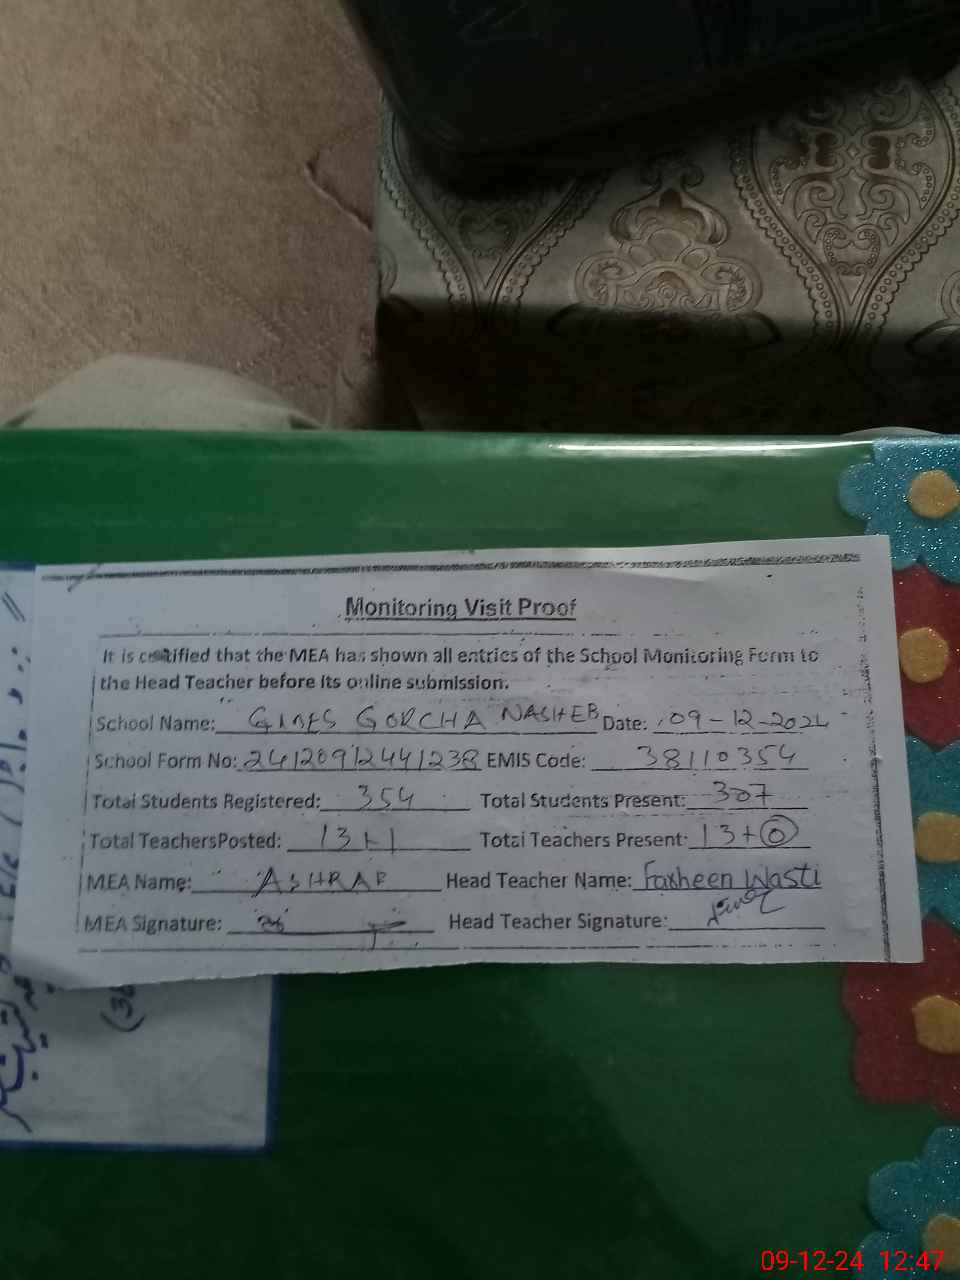 Monitoring Visit Proof
It is certified that the MEA has shown all entries of the School Monitoring Form to
the Head Teacher before its online submission.
School Name: GORCHA NASHEB Date: 09-12-2024
School Form No: 24120912441238 EMIS Code: 38110354
Total Students Registered: 354 Total Students Present: 307
Total TeachersPosted: 13+1 Total Teachers Present: 13+0
MEA Name: ASHRAF Head Teacher Name: Farheen Wasti
MEA Signature: Head Teacher Signature:
09-12-24 12:47